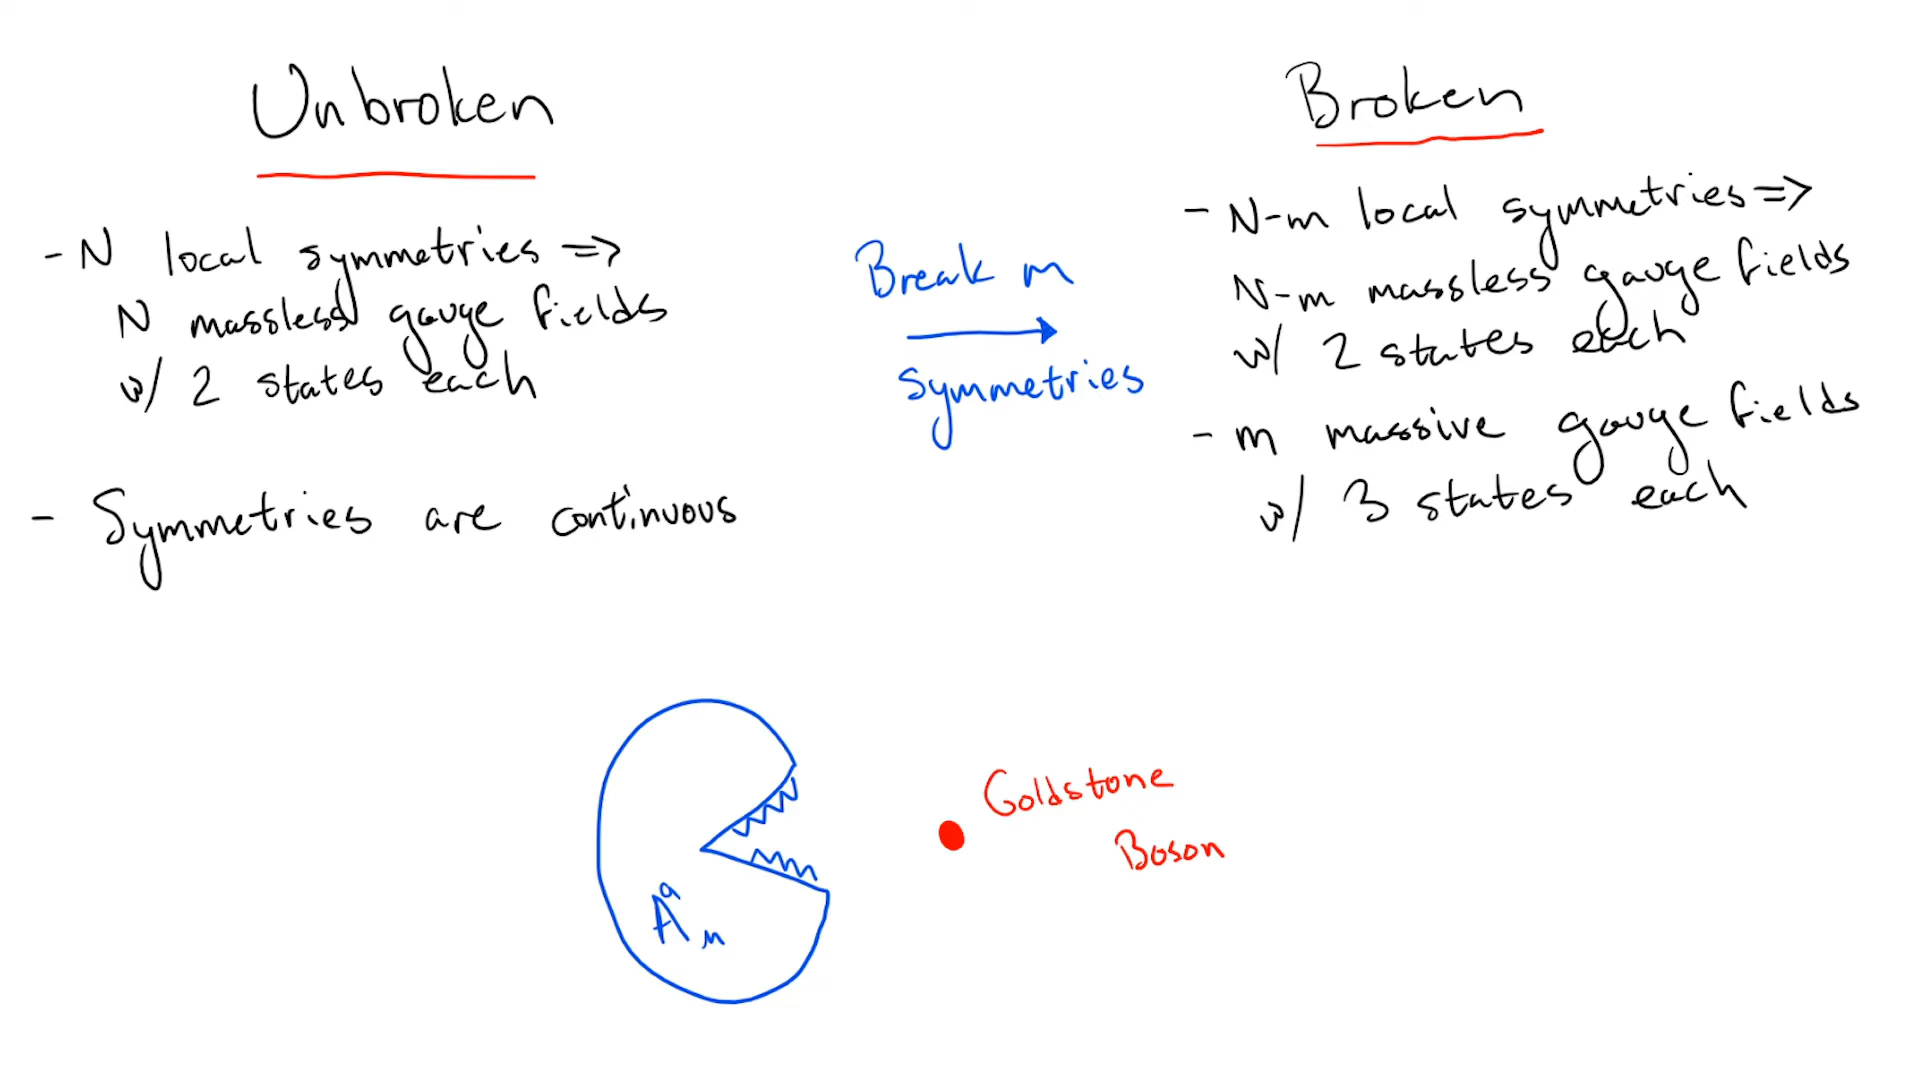 Unbroken
- N local symmetries =>
N massless gauge fields
w/ 2 states each
- Symmetries are continuous
Break m
symmetries
Broken
- N-m local symmetries =>
N-m massless gauge fields
w/ 2 states each
- m massive gauge fields
w/ 3 states each
A^a_μ
Goldstone
Boson